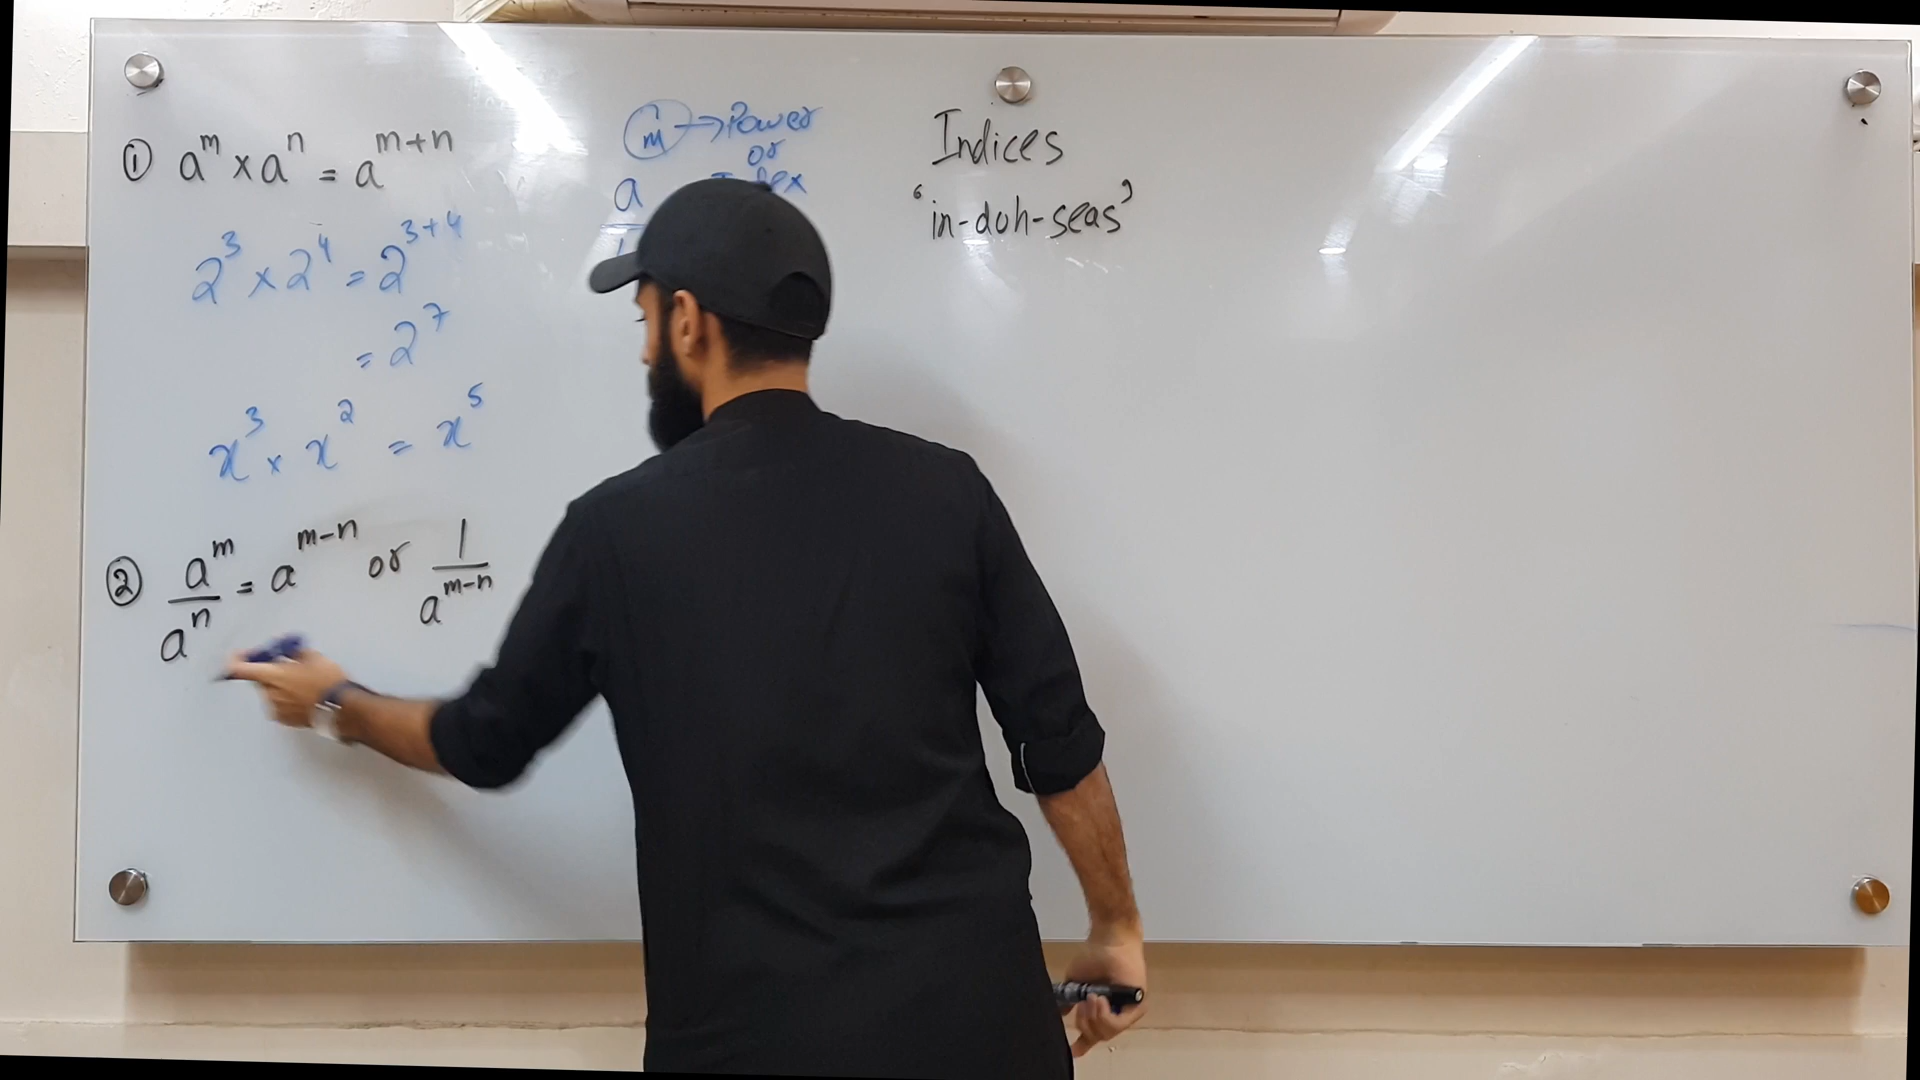 ① a^m × a^n = a^{m+n}
2^3 × 2^4 = 2^{3+4}
= 2^7
x^3 × x^2 = x^5
② a^m / a^n = a^{m-n} or 1 / a^{m-n}
m → Power
or
a
Indices
‘in-duh-seas’